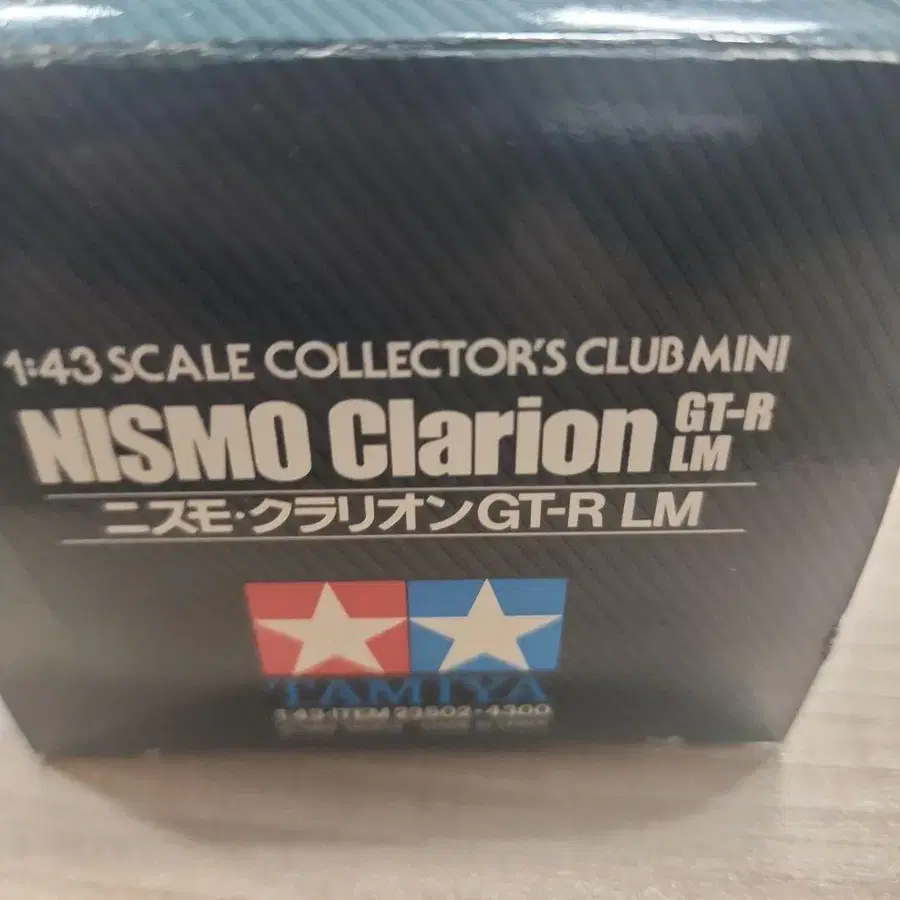 1:43 SCALE COLLECTOR'S CLUB MINI
NISMO Clarion GT-R LM
ニスモ・クラリオンGT-R LM
TAMIYA
1:43・ITEM 23502・4300